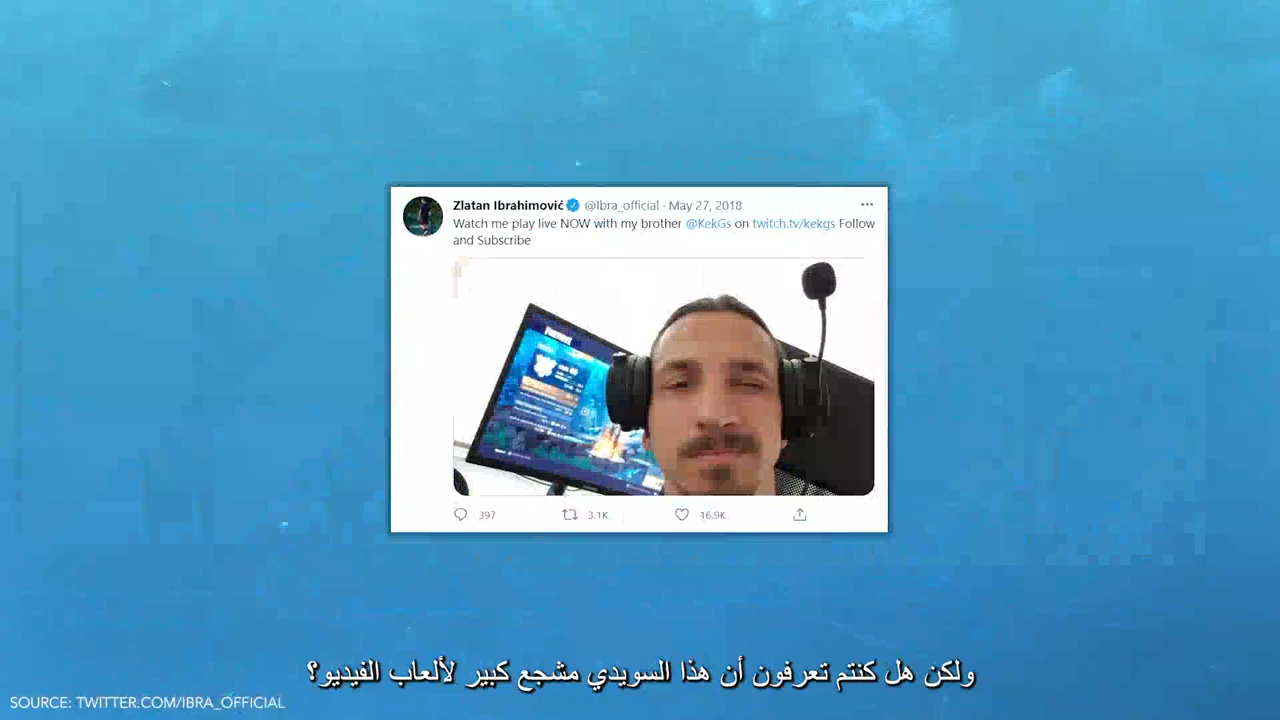 Zlatan Ibrahimović @Ibra_official · May 27, 2018
Watch me play live NOW with my brother @KekGs on twitch.tv/kekgs Follow
and Subscribe
397 3.1K 16.9K
ولكن هل كنتم تعرفون أن هذا السويدي مشجع كبير لألعاب الفيديو؟
SOURCE: TWITTER.COM/IBRA_OFFICIAL